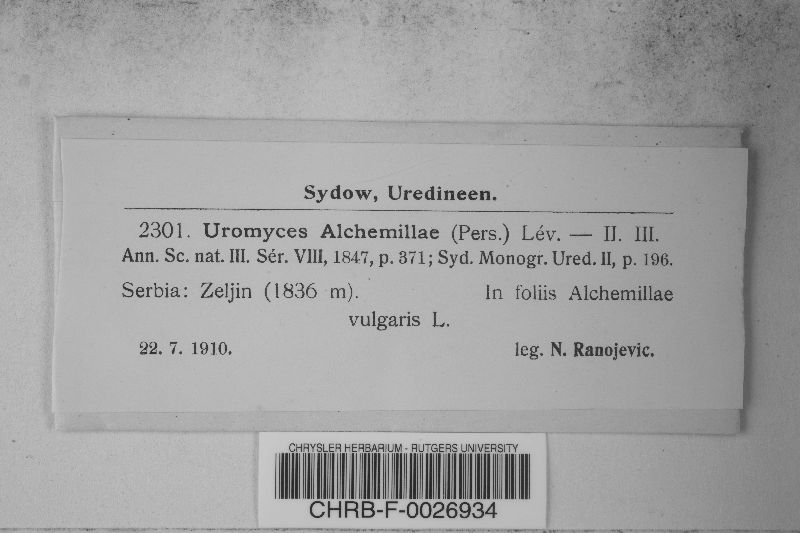 Sydow, Uredineen.
2301. Uromyces Alchemillae (Pers.) Lév. — II. III.
Ann. Sc. nat. III. Sér. VIII, 1847, p. 371; Syd. Monogr. Ured. II, p. 196.
Serbia: Zeljin (1836 m). In foliis Alchemillae
vulgaris L.
22. 7. 1910. leg. N. Ranojevic.
CHRYSLER HERBARIUM - RUTGERS UNIVERSITY
CHRB-F-0026934